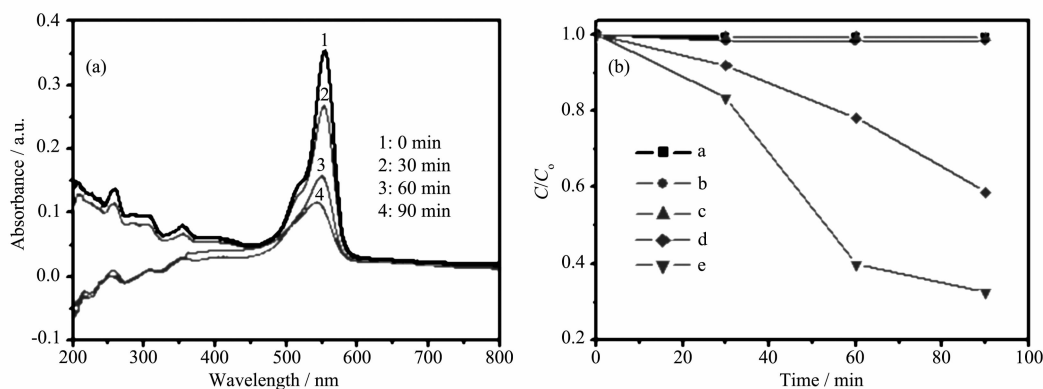 0.4
0.3
0.2
0.1
0.0
-0.1
Absorbance / a.u.
(a)
1
2
3
4
1: 0 min
2: 30 min
3: 60 min
4: 90 min
200 300 400 500 600 700 800
Wavelength / nm
1.0
0.8
0.6
0.4
0.2
C/Co
(b)
a
b
c
d
e
0 20 40 60 80 100
Time / min